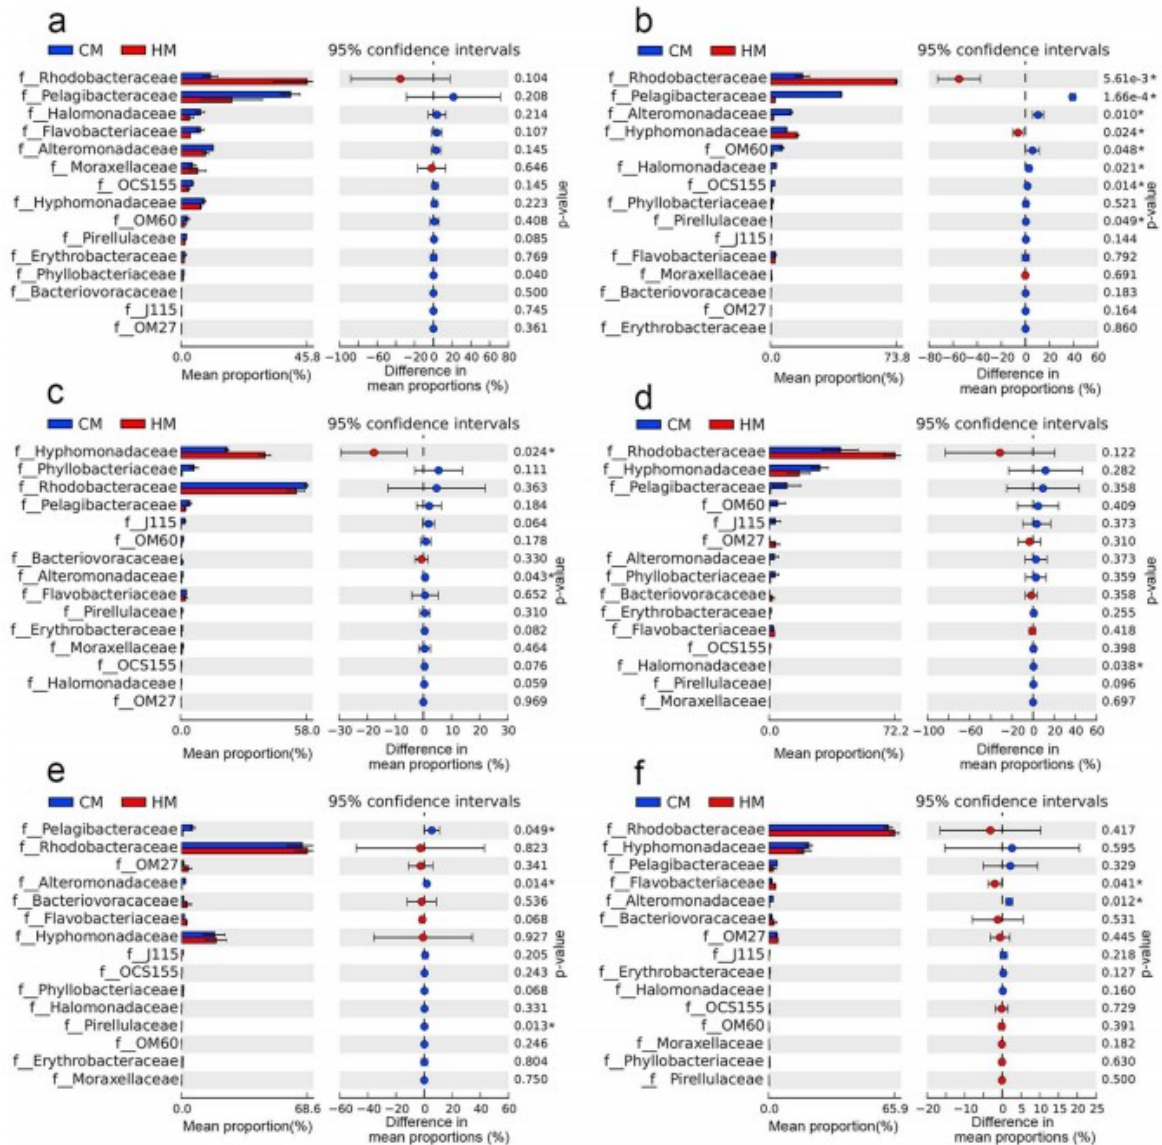 a
CM HM 95% confidence intervals
f__Rhodobacteraceae 0.104
f__Pelagibacteraceae 0.208
f__Halomonadaceae 0.214
f__Flavobacteriaceae 0.107
f__Alteromonadaceae 0.145
f__Moraxellaceae 0.646
f__OCS155 0.145
f__Hyphomonadaceae 0.223
f__OM60 0.408
f__Pirellulaceae 0.085
f__Erythrobacteraceae 0.769
f__Phyllobacteriaceae 0.040
f__Bacteriovoracaceae 0.500
f__J115 0.745
f__OM27 0.361
p-value
0.0 45.8 -100 -60 -20 0 20 40 60 80
Mean proportion(%) Difference in
mean proportions (%)
b
CM HM 95% confidence intervals
f__Rhodobacteraceae 5.61e-3*
f__Pelagibacteraceae 1.66e-4*
f__Alteromonadaceae 0.010*
f__Hyphomonadaceae 0.024*
f__OM60 0.048*
f__Halomonadaceae 0.021*
f__OCS155 0.014*
f__Phyllobacteriaceae 0.521
f__Pirellulaceae 0.049*
f__J115 0.144
f__Flavobacteriaceae 0.792
f__Moraxellaceae 0.691
f__Bacteriovoracaceae 0.183
f__OM27 0.164
f__Erythrobacteraceae 0.860
p-value
0.0 73.8 -80 -60 -40 -20 0 20 40 60
Mean proportion(%) Difference in
mean proportions (%)
c
CM HM 95% confidence intervals
f__Hyphomonadaceae 0.024*
f__Phyllobacteriaceae 0.111
f__Rhodobacteraceae 0.363
f__Pelagibacteraceae 0.184
f__J115 0.064
f__OM60 0.178
f__Bacteriovoracaceae 0.330
f__Alteromonadaceae 0.043*
f__Flavobacteriaceae 0.652
f__Pirellulaceae 0.310
f__Erythrobacteraceae 0.082
f__Moraxellaceae 0.464
f__OCS155 0.076
f__Halomonadaceae 0.059
f__OM27 0.969
p-value
0.0 58.0 -30 -20 -10 0 10 20 30
Mean proportion(%) Difference in
mean proportions (%)
d
CM HM 95% confidence intervals
f__Rhodobacteraceae 0.122
f__Hyphomonadaceae 0.282
f__Pelagibacteraceae 0.358
f__OM60 0.409
f__J115 0.373
f__OM27 0.310
f__Alteromonadaceae 0.373
f__Phyllobacteriaceae 0.359
f__Bacteriovoracaceae 0.358
f__Erythrobacteraceae 0.255
f__Flavobacteriaceae 0.418
f__OCS155 0.398
f__Halomonadaceae 0.038*
f__Pirellulaceae 0.096
f__Moraxellaceae 0.697
p-value
0.0 72.2 -100 -60 -20 0 20 40 60
Mean proportion(%) Difference in
mean proportions (%)
e
CM HM 95% confidence intervals
f__Pelagibacteraceae 0.049*
f__Rhodobacteraceae 0.823
f__OM27 0.341
f__Alteromonadaceae 0.014*
f__Bacteriovoracaceae 0.536
f__Flavobacteriaceae 0.068
f__Hyphomonadaceae 0.927
f__J115 0.205
f__OCS155 0.243
f__Phyllobacteriaceae 0.068
f__Halomonadaceae 0.331
f__Pirellulaceae 0.013*
f__OM60 0.246
f__Erythrobacteraceae 0.804
f__Moraxellaceae 0.750
p-value
0.0 68.6 -60 -40 -20 0 20 40 60
Mean proportion(%) Difference in
mean proportions (%)
f
CM HM 95% confidence intervals
f__Rhodobacteraceae 0.417
f__Hyphomonadaceae 0.595
f__Pelagibacteraceae 0.329
f__Flavobacteriaceae 0.041*
f__Alteromonadaceae 0.012*
f__Bacteriovoracaceae 0.531
f__OM27 0.445
f__J115 0.218
f__Erythrobacteraceae 0.127
f__Halomonadaceae 0.160
f__OCS155 0.729
f__OM60 0.391
f__Moraxellaceae 0.182
f__Phyllobacteriaceae 0.630
f Pirellulaceae 0.500
p-value
0.0 65.9 -20 -10 -5 0 5 10 15 20 25
Mean proportion(%) Difference in
mean proportions (%)